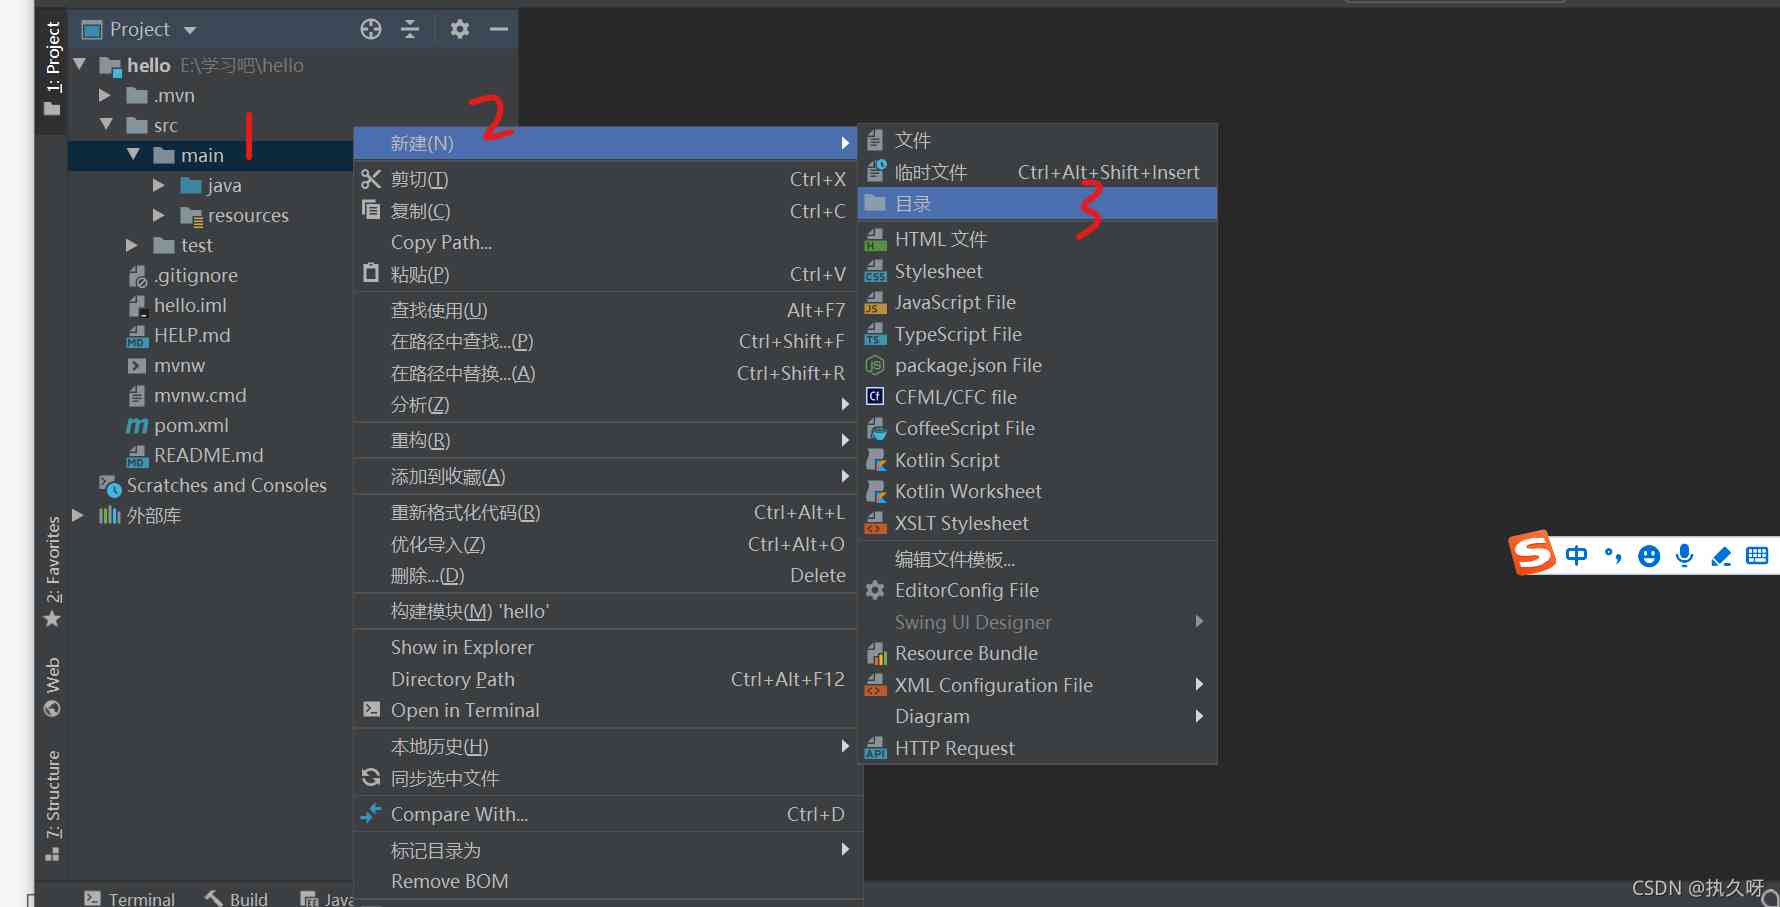 1: Project
Project
hello E:\学习吧\hello
.mvn
src
main
java
resources
test
.gitignore
hello.iml
HELP.md
mvnw
mvnw.cmd
pom.xml
README.md
Scratches and Consoles
外部库
2: Favorites
Web
7: Structure
1
2
3
新建(N)
剪切(T) Ctrl+X
复制(C) Ctrl+C
Copy Path...
粘贴(P) Ctrl+V
查找使用(U) Alt+F7
在路径中查找...(P) Ctrl+Shift+F
在路径中替换...(A) Ctrl+Shift+R
分析(Z)
重构(R)
添加到收藏(A)
重新格式化代码(R) Ctrl+Alt+L
优化导入(Z) Ctrl+Alt+O
删除...(D) Delete
构建模块(M) 'hello'
Show in Explorer
Directory Path Ctrl+Alt+F12
Open in Terminal
本地历史(H)
同步选中文件
Compare With... Ctrl+D
标记目录为
Remove BOM
文件
临时文件 Ctrl+Alt+Shift+Insert
目录
HTML 文件
Stylesheet
JavaScript File
TypeScript File
package.json File
CFML/CFC file
CoffeeScript File
Kotlin Script
Kotlin Worksheet
XSLT Stylesheet
编辑文件模板...
EditorConfig File
Swing UI Designer
Resource Bundle
XML Configuration File
Diagram
HTTP Request
中
Terminal Build Java
CSDN @执久呀